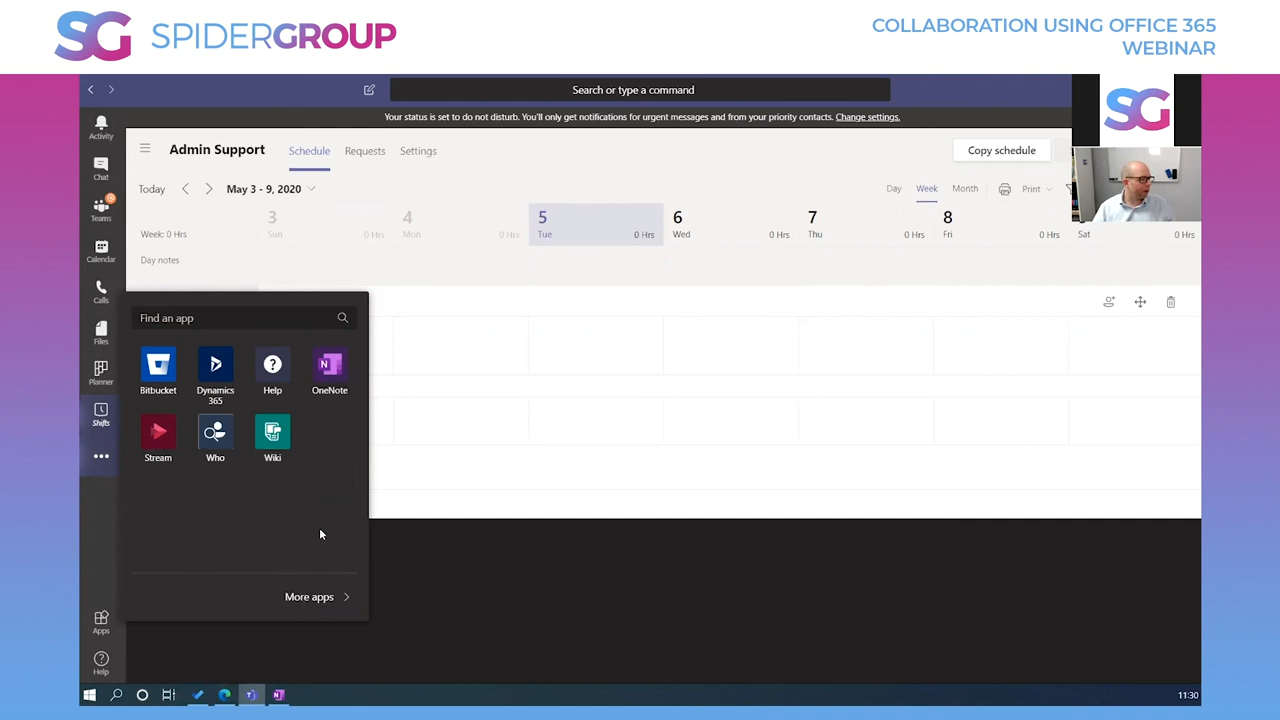 SG SPIDERGROUP
COLLABORATION USING OFFICE 365
WEBINAR
Search or type a command
Your status is set to do not disturb. You'll only get notifications for urgent messages and from your priority contacts. Change settings.
SG
Activity
Chat
Teams
Calendar
Calls
Files
Planner
Shifts
Apps
Help
Admin Support
Schedule
Requests
Settings
Copy schedule
Today
May 3 - 9, 2020
Day
Week
Month
Print
Week: 0 Hrs
3
Sun
0 Hrs
4
Mon
0 Hrs
5
Tue
0 Hrs
6
Wed
0 Hrs
7
Thu
0 Hrs
8
Fri
0 Hrs
Sat
0 Hrs
Day notes
Find an app
Bitbucket
Dynamics
365
Help
N
OneNote
Stream
Who
Wiki
More apps
11:30